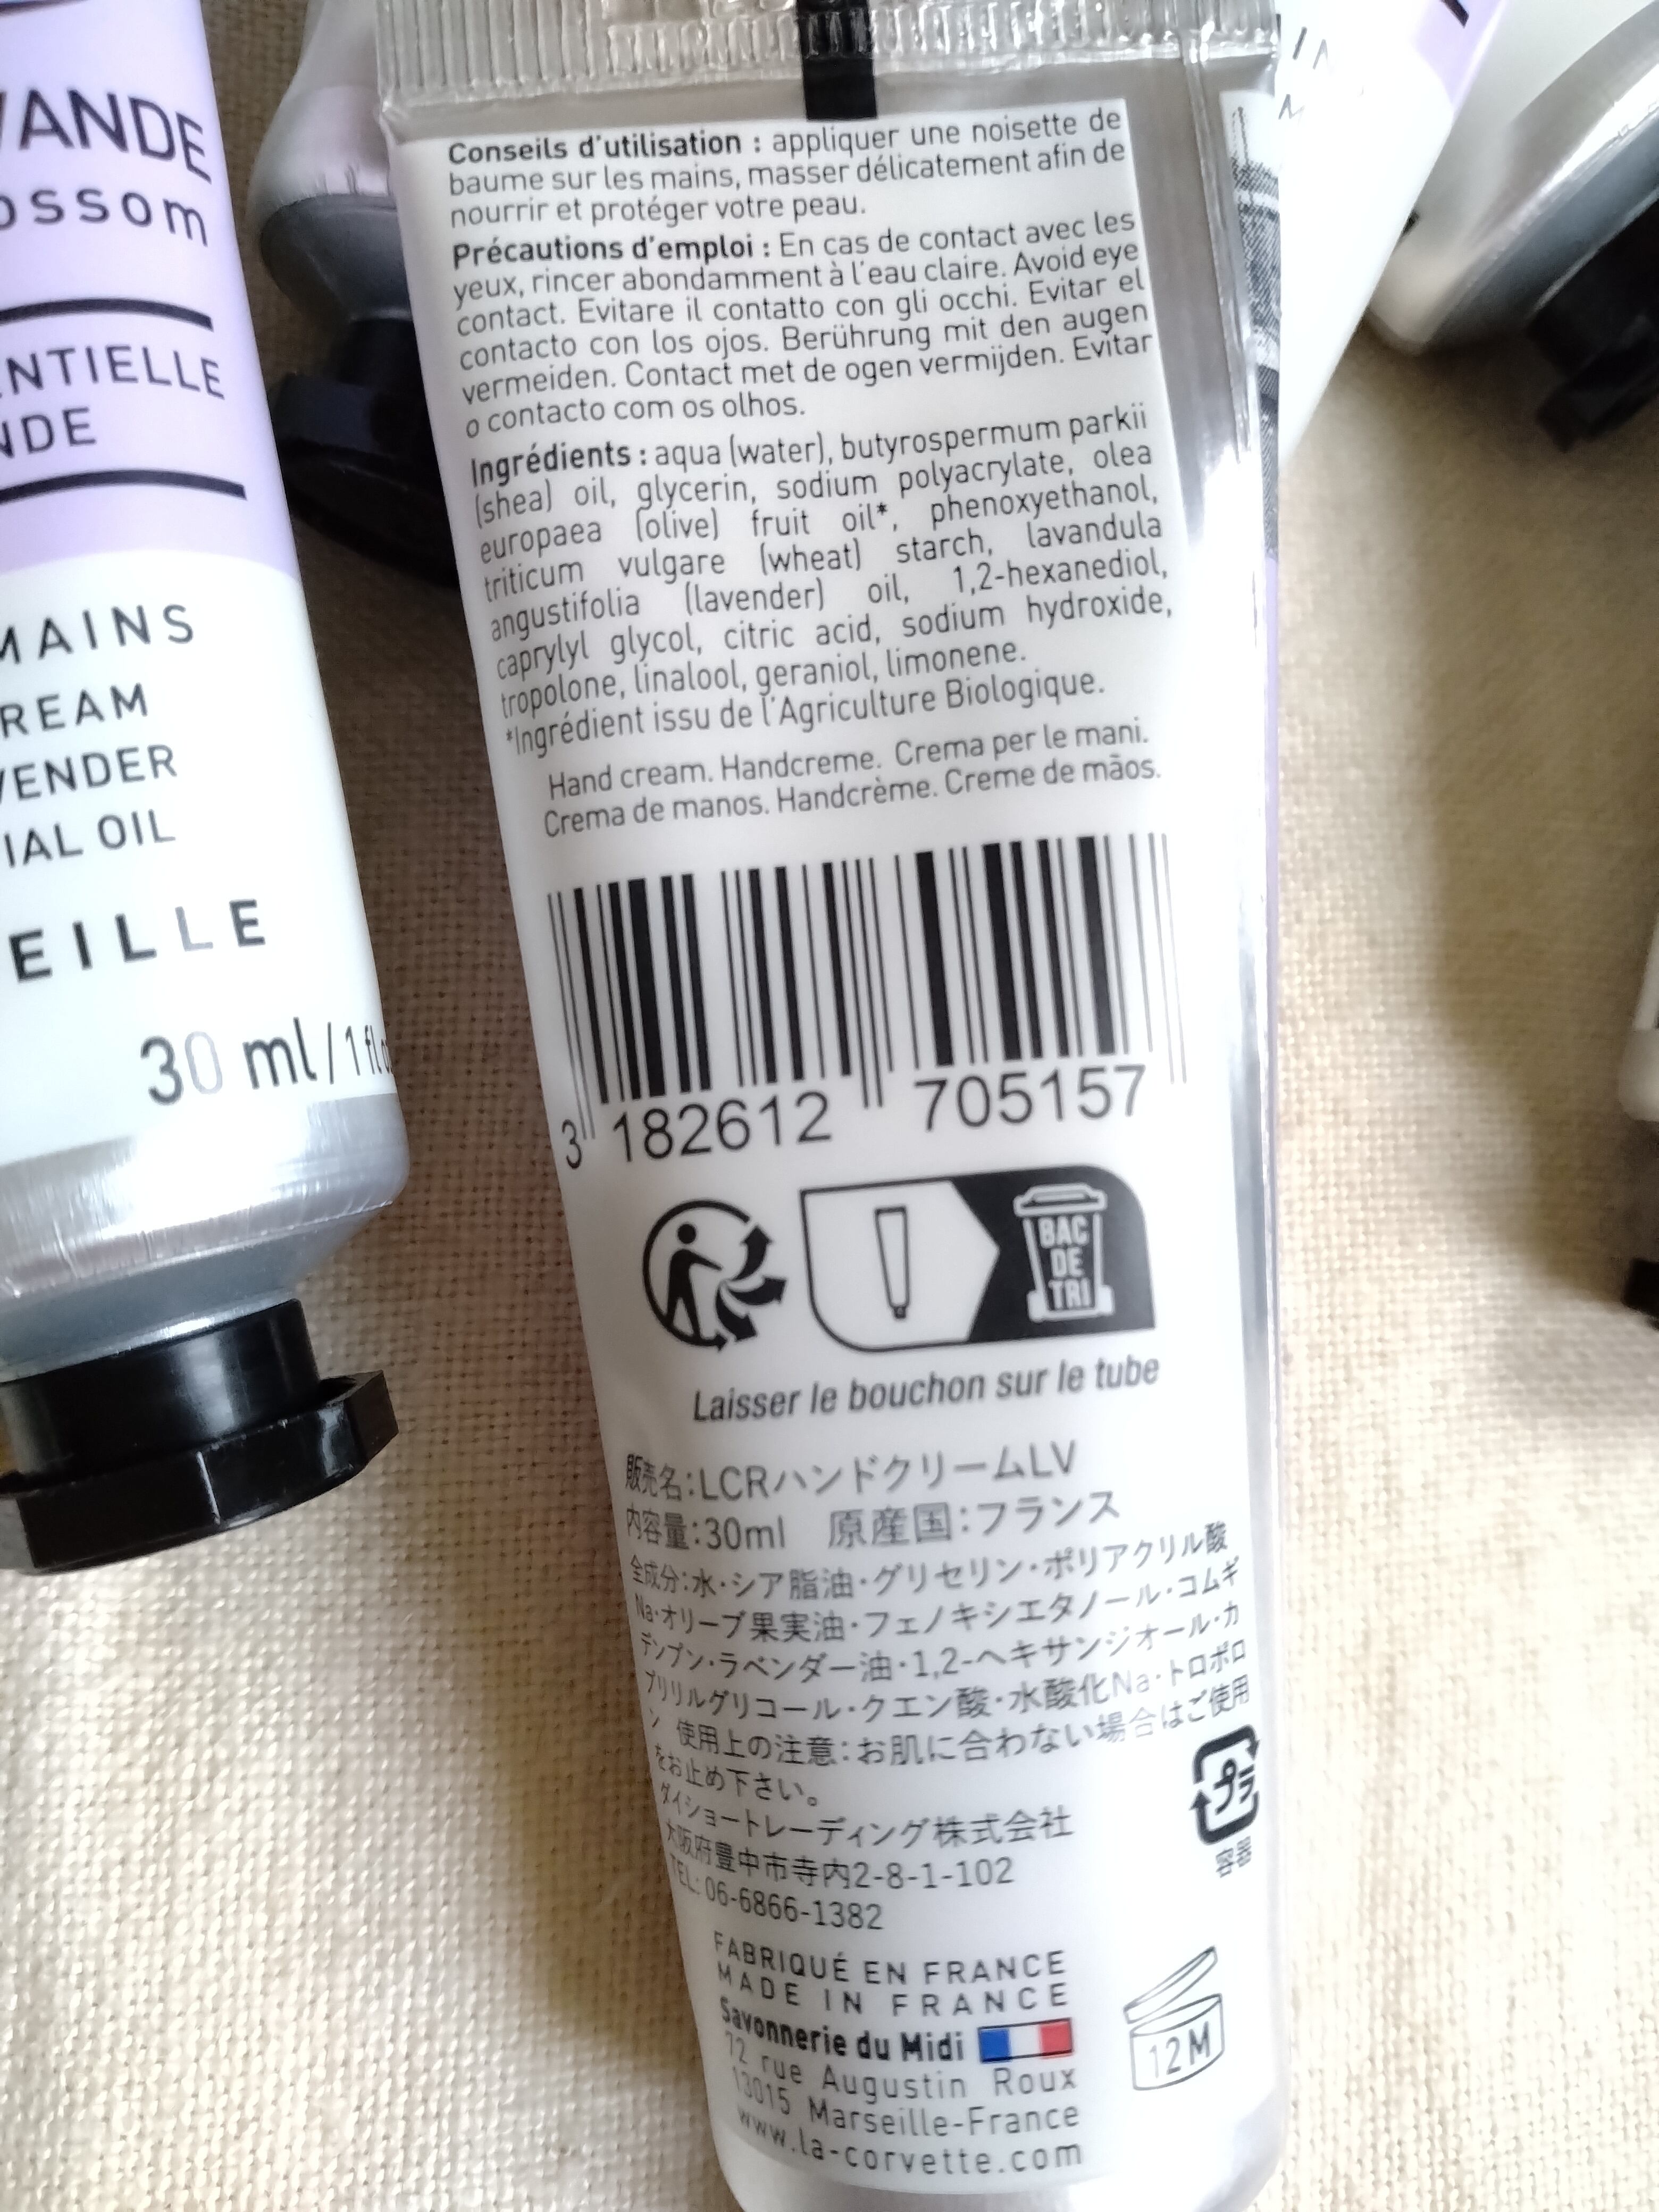 VANDE
ossom
ENTIELLE
NDE
MAINS
REAM
VENDER
IAL OIL
EILLE
30 ml/1 fl o
Conseils d'utilisation : appliquer une noisette de
baume sur les mains, masser délicatement afin de
nourrir et protéger votre peau.
Précautions d'emploi : En cas de contact avec les
yeux, rincer abondamment à l'eau claire. Avoid eye
contact. Evitare il contatto con gli occhi. Evitar el
contacto con los ojos. Berührung mit den augen
vermeiden. Contact met de ogen vermijden. Evitar
o contacto com os olhos.
Ingrédients : aqua (water), butyrospermum parkii
(shea) oil, glycerin, sodium polyacrylate, olea
europaea (olive) fruit oil*, phenoxyethanol,
triticum vulgare (wheat) starch, lavandula
angustifolia (lavender) oil, 1,2-hexanediol,
caprylyl glycol, citric acid, sodium hydroxide,
tropolone, linalool, geraniol, limonene.
*Ingrédient issu de l'Agriculture Biologique.
Hand cream. Handcreme. Crema per le mani.
Crema de manos. Handcrème. Creme de mãos.
3 182612 705157
BAC
DE
TRI
Laisser le bouchon sur le tube
販売名:LCRハンドクリームLV
内容量:30ml 原産国:フランス
全成分:水・シア脂油・グリセリン・ポリアクリル酸
Na・オリーブ果実油・フェノキシエタノール・コムギ
デンプン・ラベンダー油・1,2-ヘキサンジオール・カ
プリリルグリコール・クエン酸・水酸化Na・トロポロ
ン 使用上の注意:お肌に合わない場合はご使用
をお止め下さい。
ダイショートレーディング株式会社
大阪府豊中市寺内2-8-1-102
TEL: 06-6866-1382
プラ
容器
FABRIQUÉ EN FRANCE
MADE IN FRANCE
Savonnerie du Midi
72 rue Augustin Roux
13015 Marseille-France
www.la-corvette.com
12M